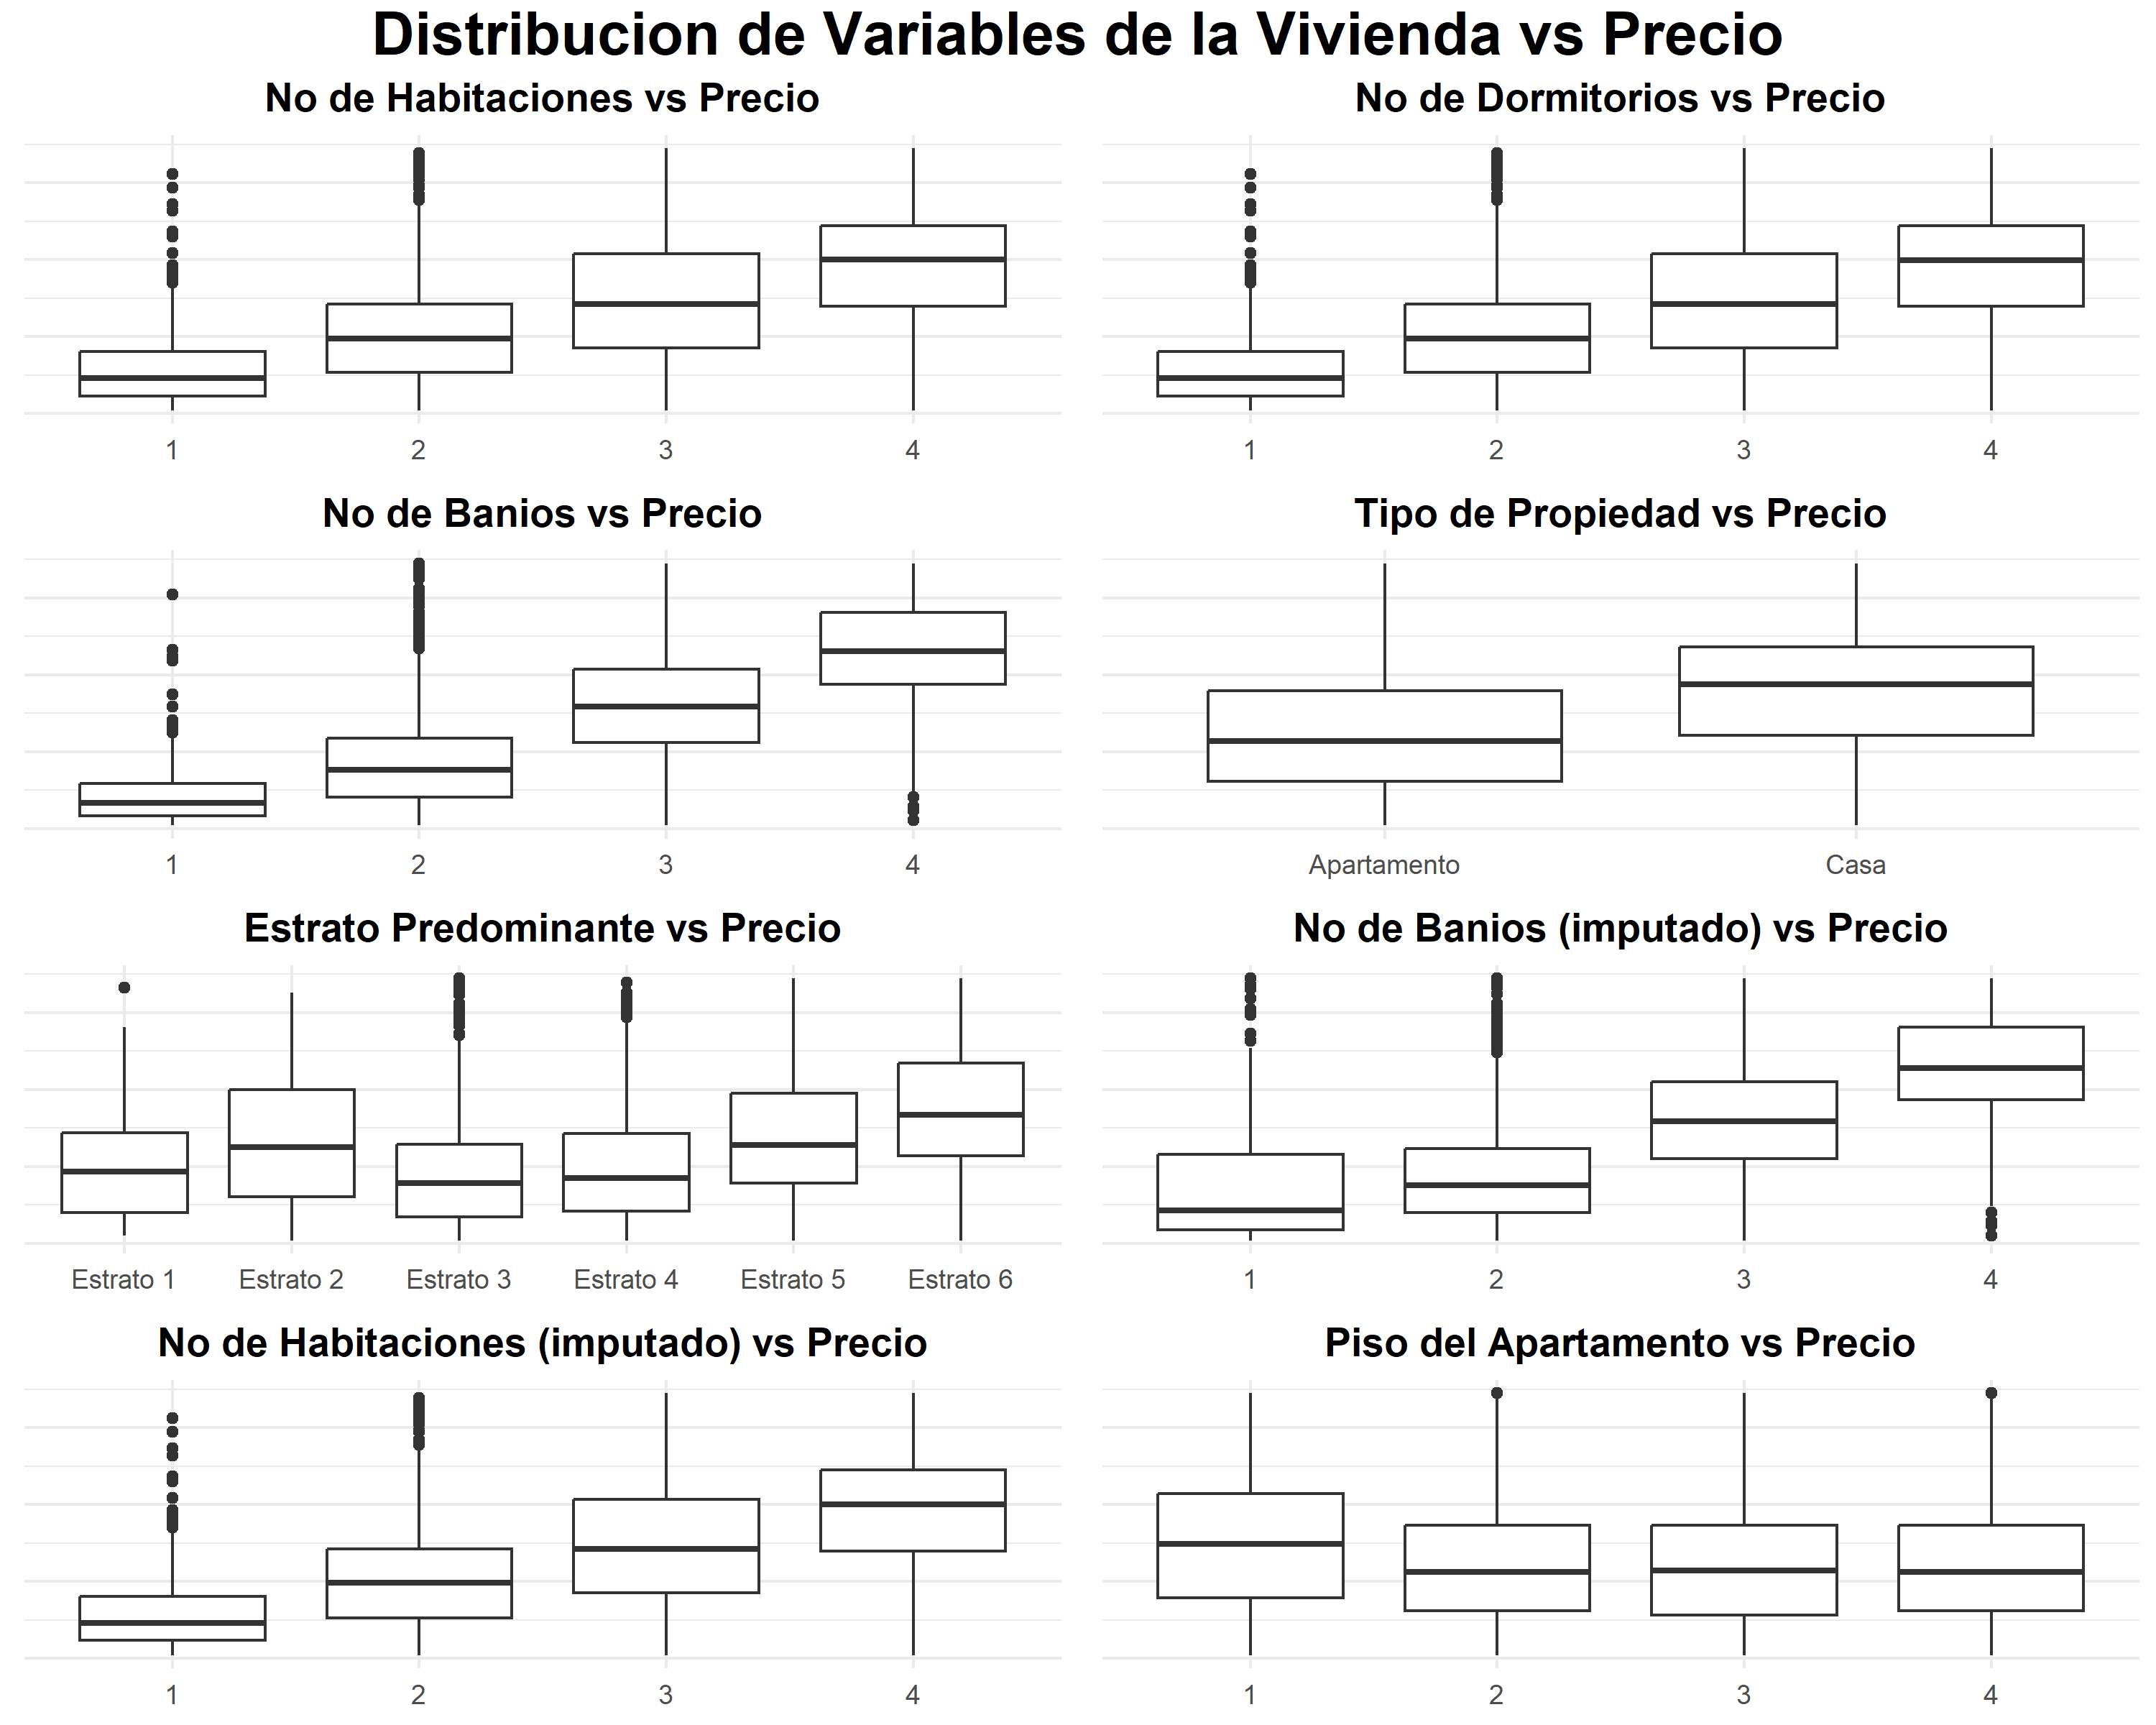 Distribucion de Variables de la Vivienda vs Precio
No de Habitaciones vs Precio
1 2 3 4
No de Dormitorios vs Precio
1 2 3 4
No de Banios vs Precio
1 2 3 4
Tipo de Propiedad vs Precio
Apartamento Casa
Estrato Predominante vs Precio
Estrato 1 Estrato 2 Estrato 3 Estrato 4 Estrato 5 Estrato 6
No de Banios (imputado) vs Precio
1 2 3 4
No de Habitaciones (imputado) vs Precio
1 2 3 4
Piso del Apartamento vs Precio
1 2 3 4